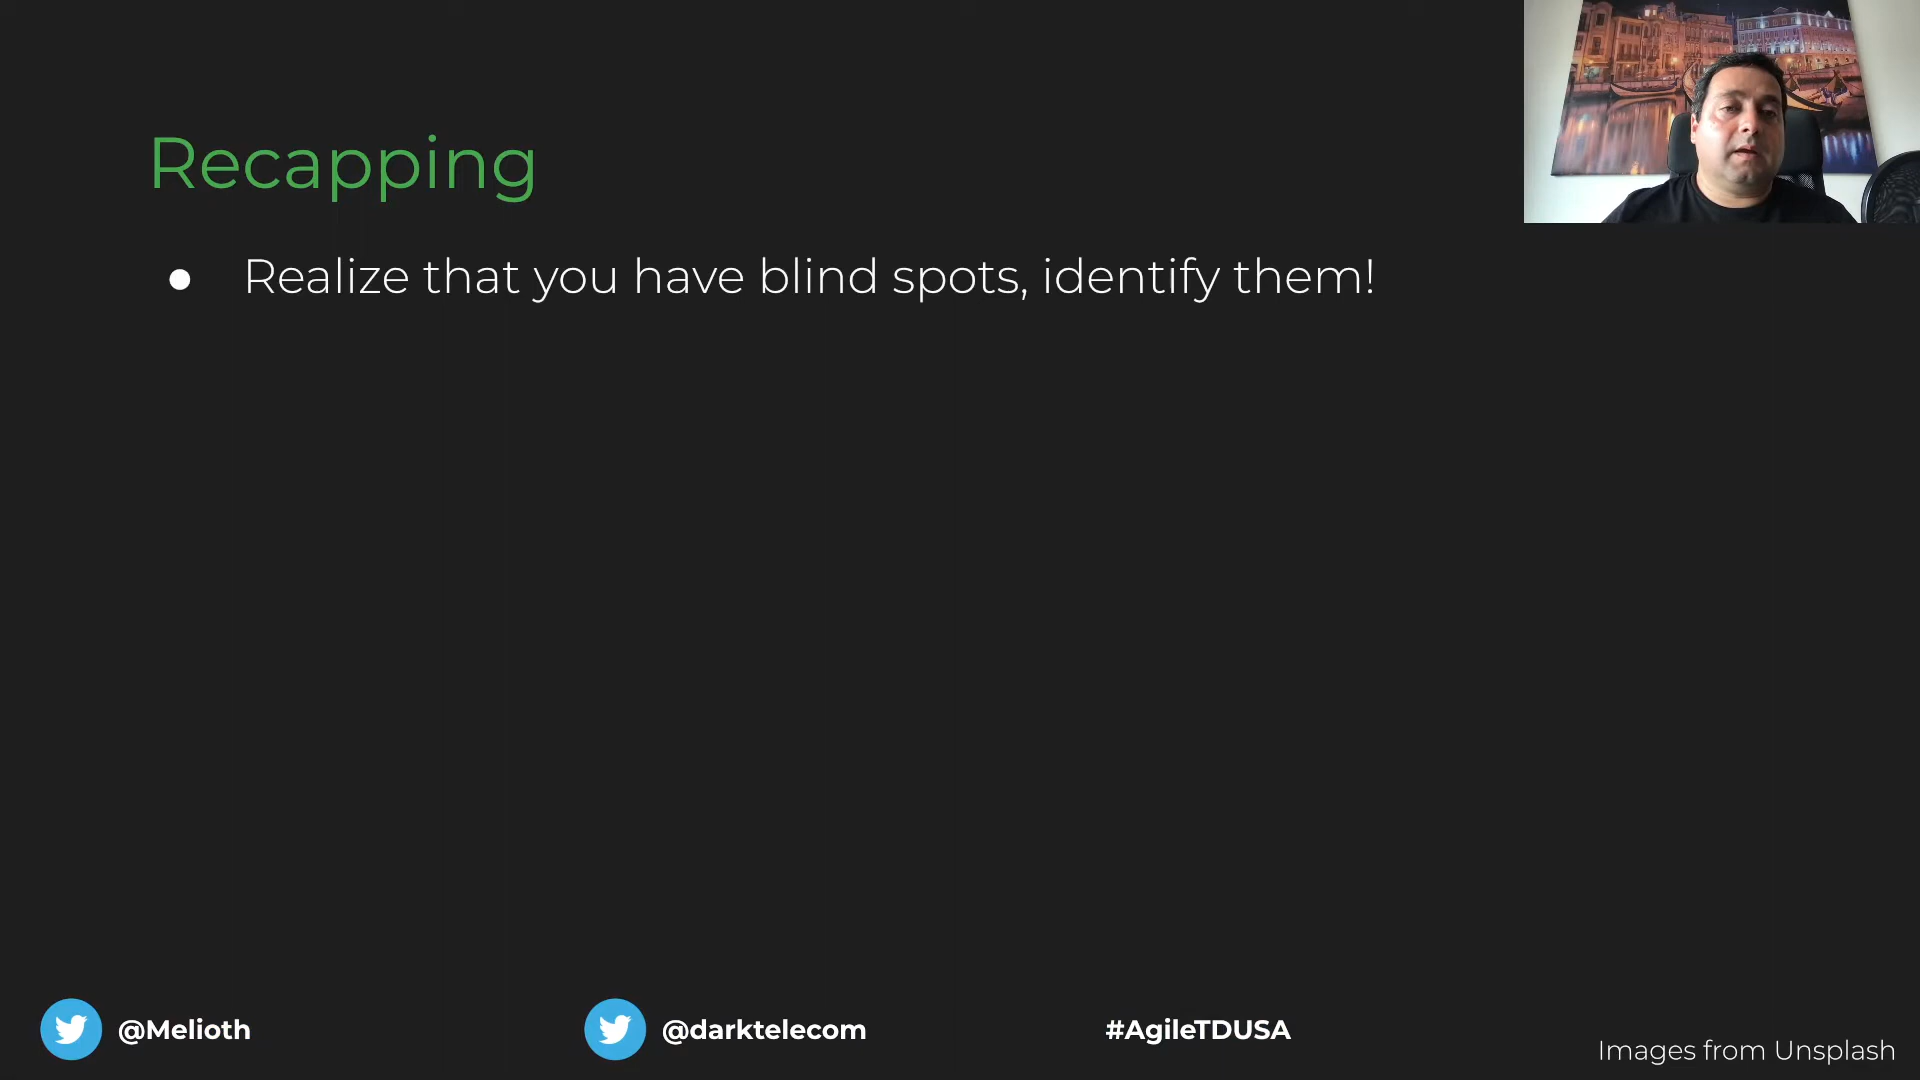 Recapping
● Realize that you have blind spots, identify them!
@Melioth
@darktelecom
#AgileTDUSA
Images from Unsplash